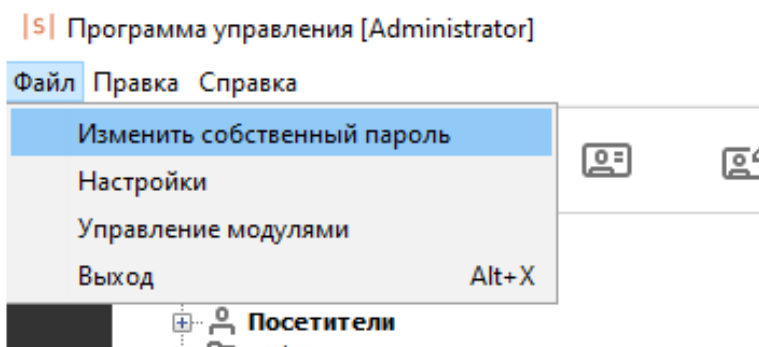 |S| Программа управления [Administrator]
Файл Правка Справка
Изменить собственный пароль
Настройки
Управление модулями
Выход Alt+X
Посетители